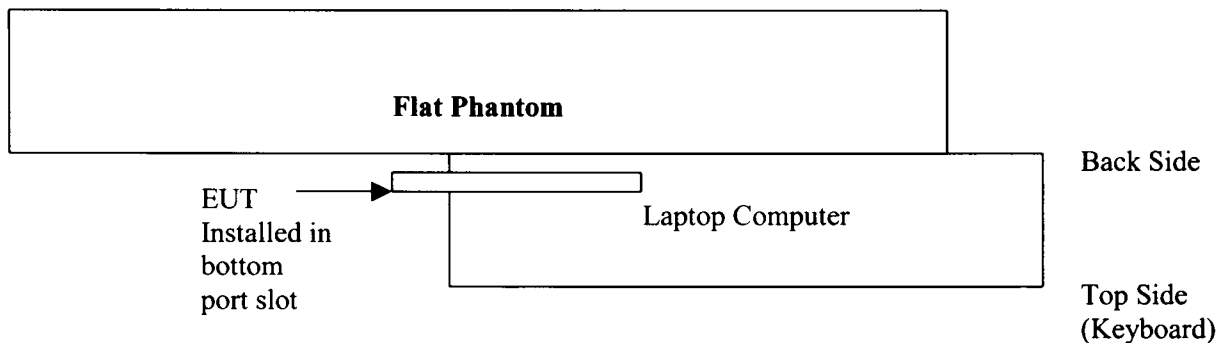 Flat Phantom
Back Side
EUT
Installed in
bottom
port slot
Laptop Computer
Top Side
(Keyboard)